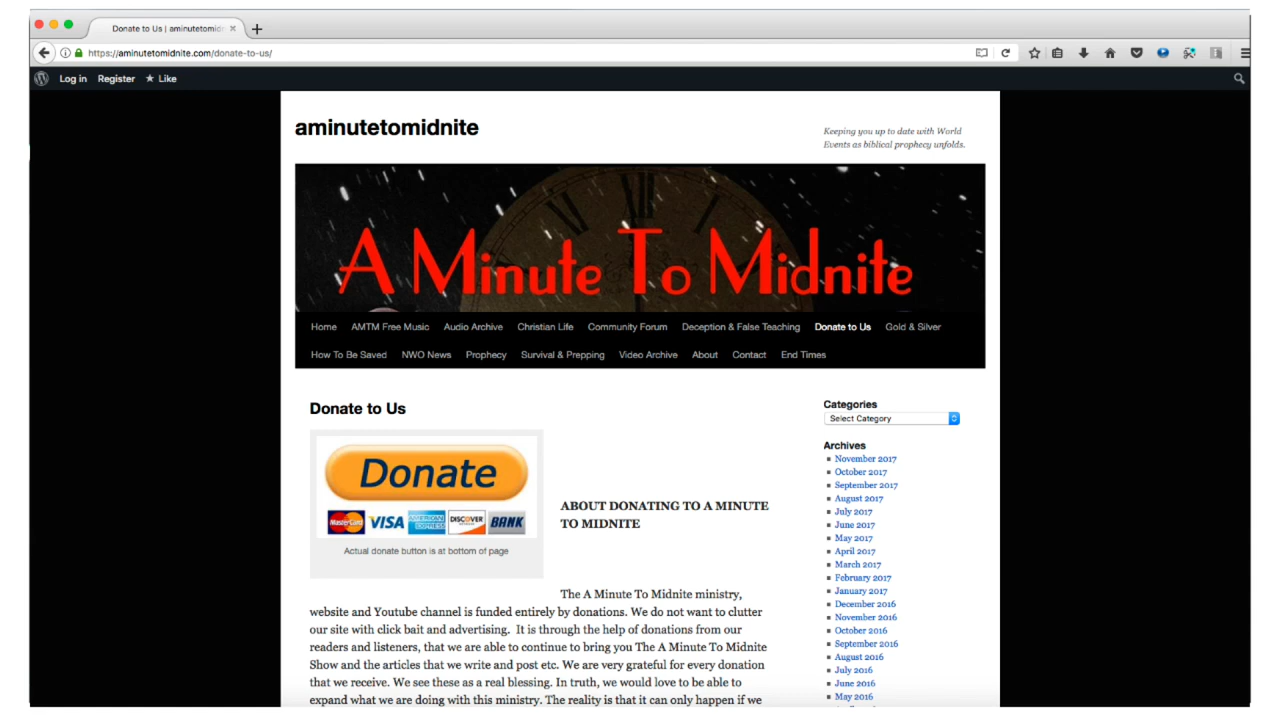 Donate to Us | aminutetomidr
https://aminutetomidnite.com/donate-to-us/
Log in Register Like
aminutetomidnite
Keeping you up to date with World
Events as biblical prophecy unfolds.
A Minute To Midnite
Home AMTM Free Music Audio Archive Christian Life Community Forum Deception & False Teaching Donate to Us Gold & Silver
How To Be Saved NWO News Prophecy Survival & Prepping Video Archive About Contact End Times
Donate to Us
Donate
MasterCard VISA AMERICAN EXPRESS DISCOVER BANK
Actual donate button is at bottom of page
ABOUT DONATING TO A MINUTE
TO MIDNITE
The A Minute To Midnite ministry,
website and Youtube channel is funded entirely by donations. We do not want to clutter
our site with click bait and advertising.  It is through the help of donations from our
readers and listeners, that we are able to continue to bring you The A Minute To Midnite
Show and the articles that we write and post etc. We are very grateful for every donation
that we receive. We see these as a real blessing. In truth, we would love to be able to
expand what we are doing with this ministry. The reality is that it can only happen if we
Categories
Select Category
Archives
November 2017
October 2017
September 2017
August 2017
July 2017
June 2017
May 2017
April 2017
March 2017
February 2017
January 2017
December 2016
November 2016
October 2016
September 2016
August 2016
July 2016
June 2016
May 2016